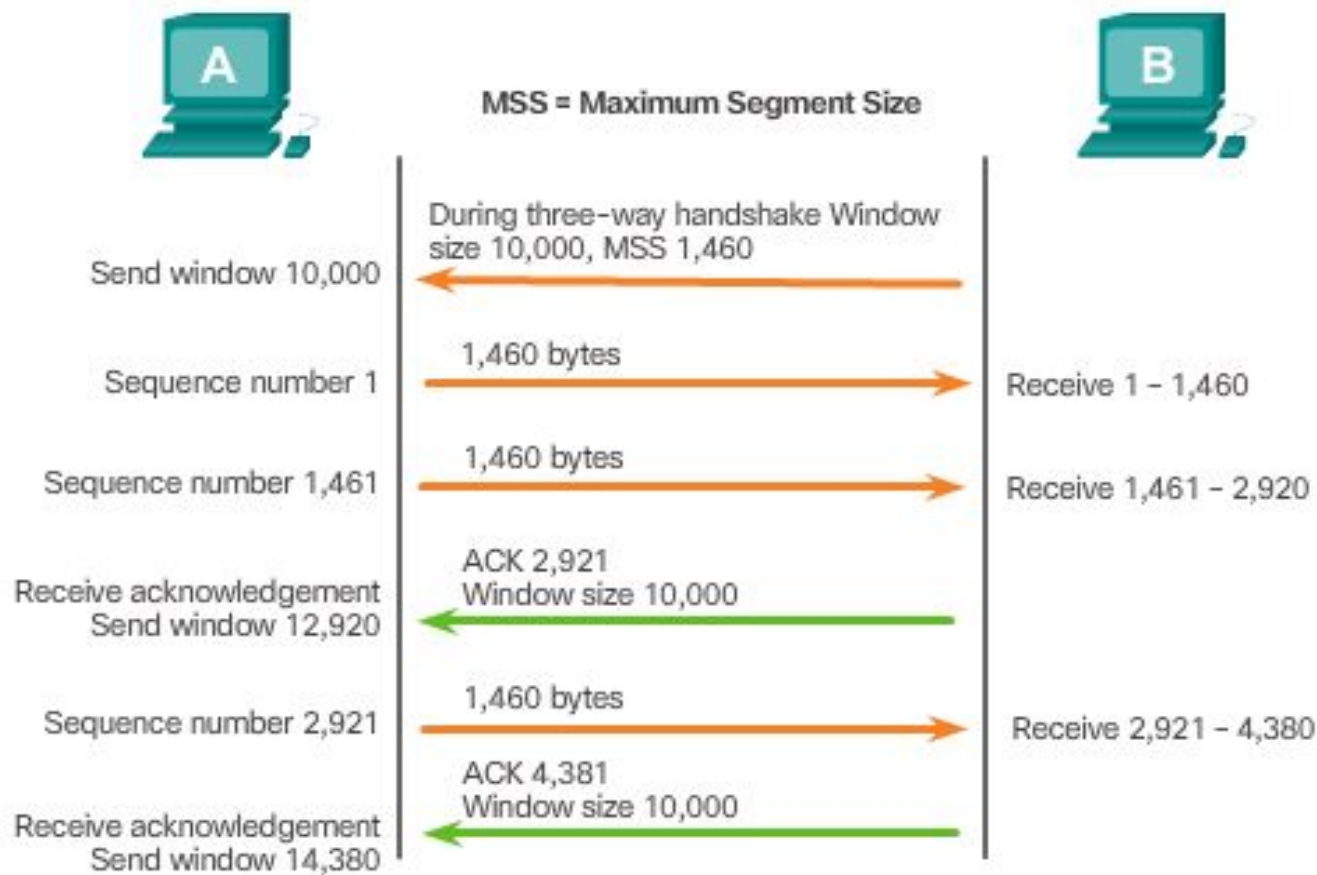 A
B
MSS = Maximum Segment Size
During three-way handshake Window
size 10,000, MSS 1,460
Send window 10,000
1,460 bytes
Sequence number 1
Receive 1 - 1,460
1,460 bytes
Sequence number 1,461
Receive 1,461 - 2,920
ACK 2,921
Window size 10,000
Receive acknowledgement
Send window 12,920
1,460 bytes
Sequence number 2,921
Receive 2,921 - 4,380
ACK 4,381
Window size 10,000
Receive acknowledgement
Send window 14,380